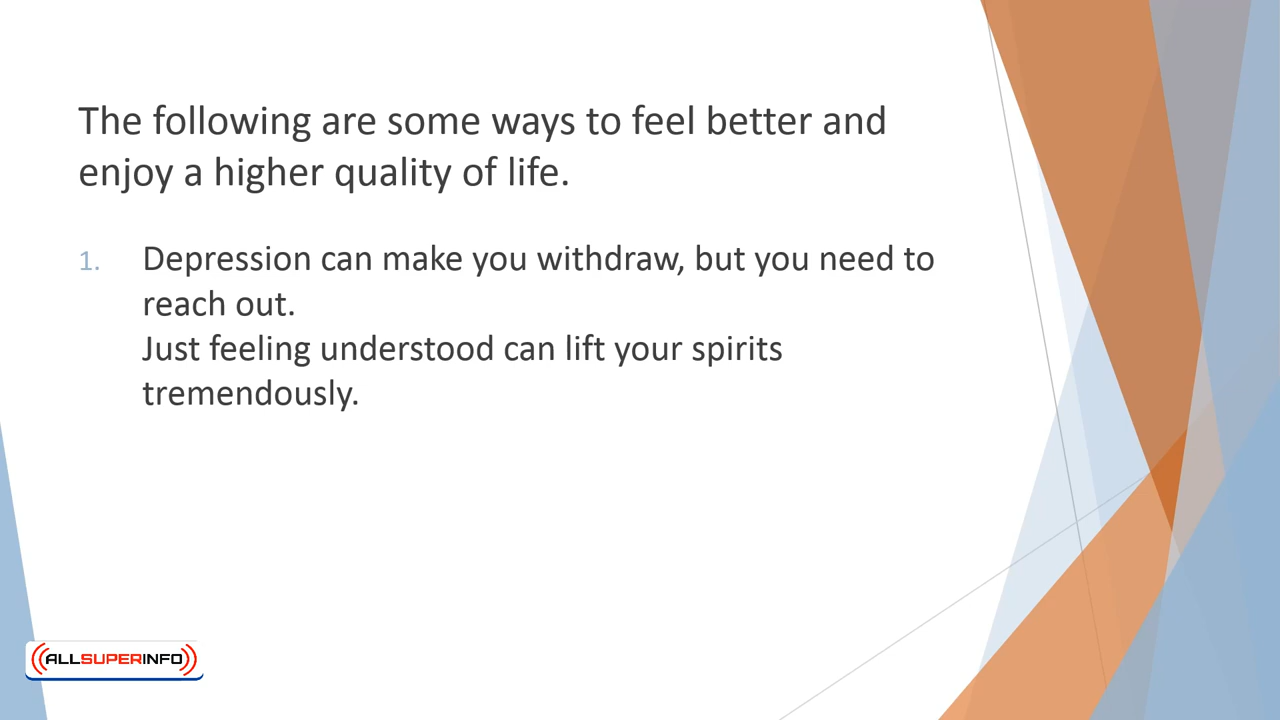 The following are some ways to feel better and
enjoy a higher quality of life.
1. Depression can make you withdraw, but you need to
reach out.
Just feeling understood can lift your spirits
tremendously.
ALLSUPERINFO